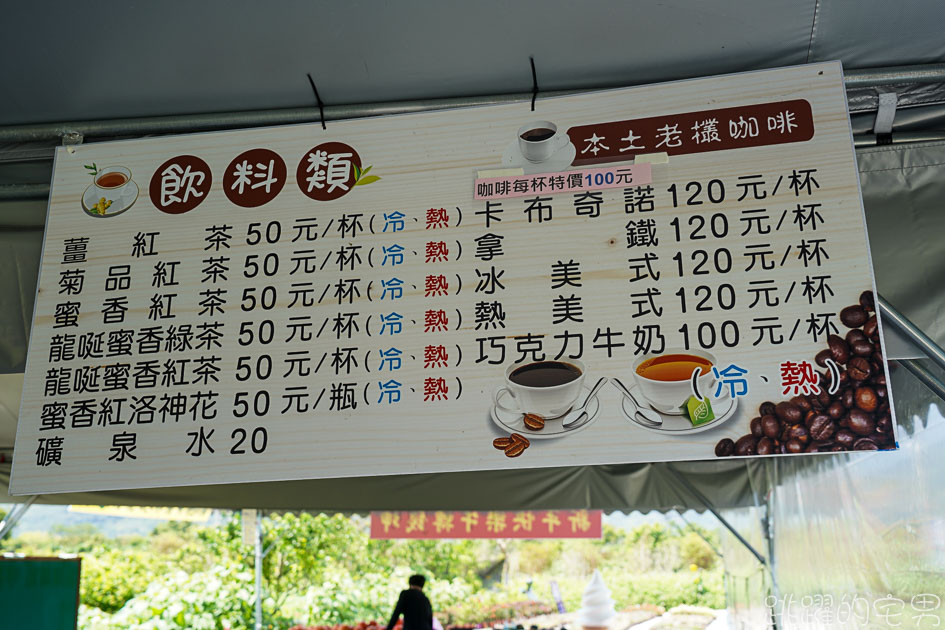 飲料類
本土老欉咖啡
咖啡每杯特價100元
薑紅茶 50元/杯(冷、熱)
菊品紅茶 50元/杯(冷、熱)
蜜香紅茶 50元/杯(冷、熱)
龍唌蜜香綠茶 50元/杯(冷、熱)
龍唌蜜香紅茶 50元/杯(冷、熱)
蜜香紅洛神花 50元/瓶(冷、熱)
礦泉水 20
卡布奇諾 120元/杯
拿鐵 120元/杯
冰美式 120元/杯
熱美式 120元/杯
巧克力牛奶 100元/杯
(冷、熱)
跳躍的宅男